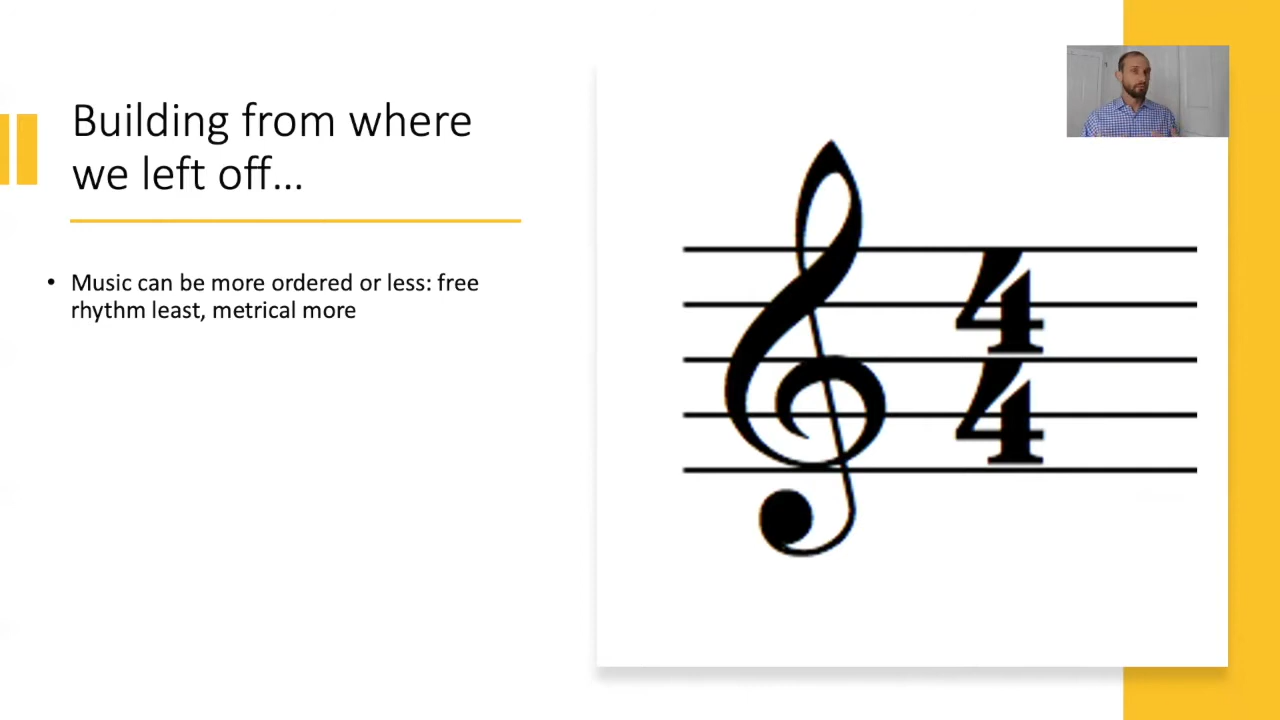 Building from where
we left off...
• Music can be more ordered or less: free
rhythm least, metrical more
4
4